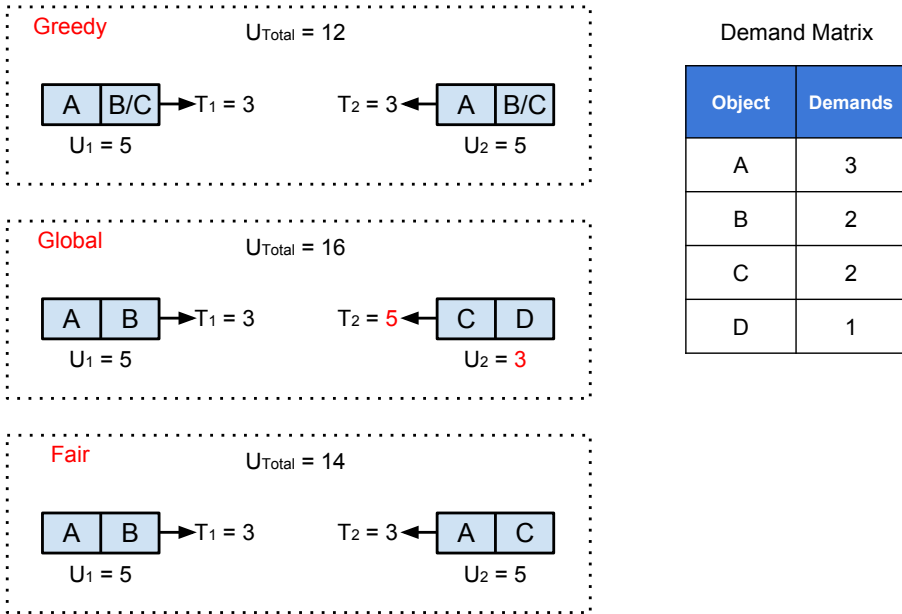 Greedy
UTotal = 12
A B/C T1 = 3 T2 = 3 A B/C
U1 = 5 U2 = 5
Global
UTotal = 16
A B T1 = 3 T2 = 5 C D
U1 = 5 U2 = 3
Fair
UTotal = 14
A B T1 = 3 T2 = 3 A C
U1 = 5 U2 = 5
Demand Matrix
Object Demands
A 3
B 2
C 2
D 1